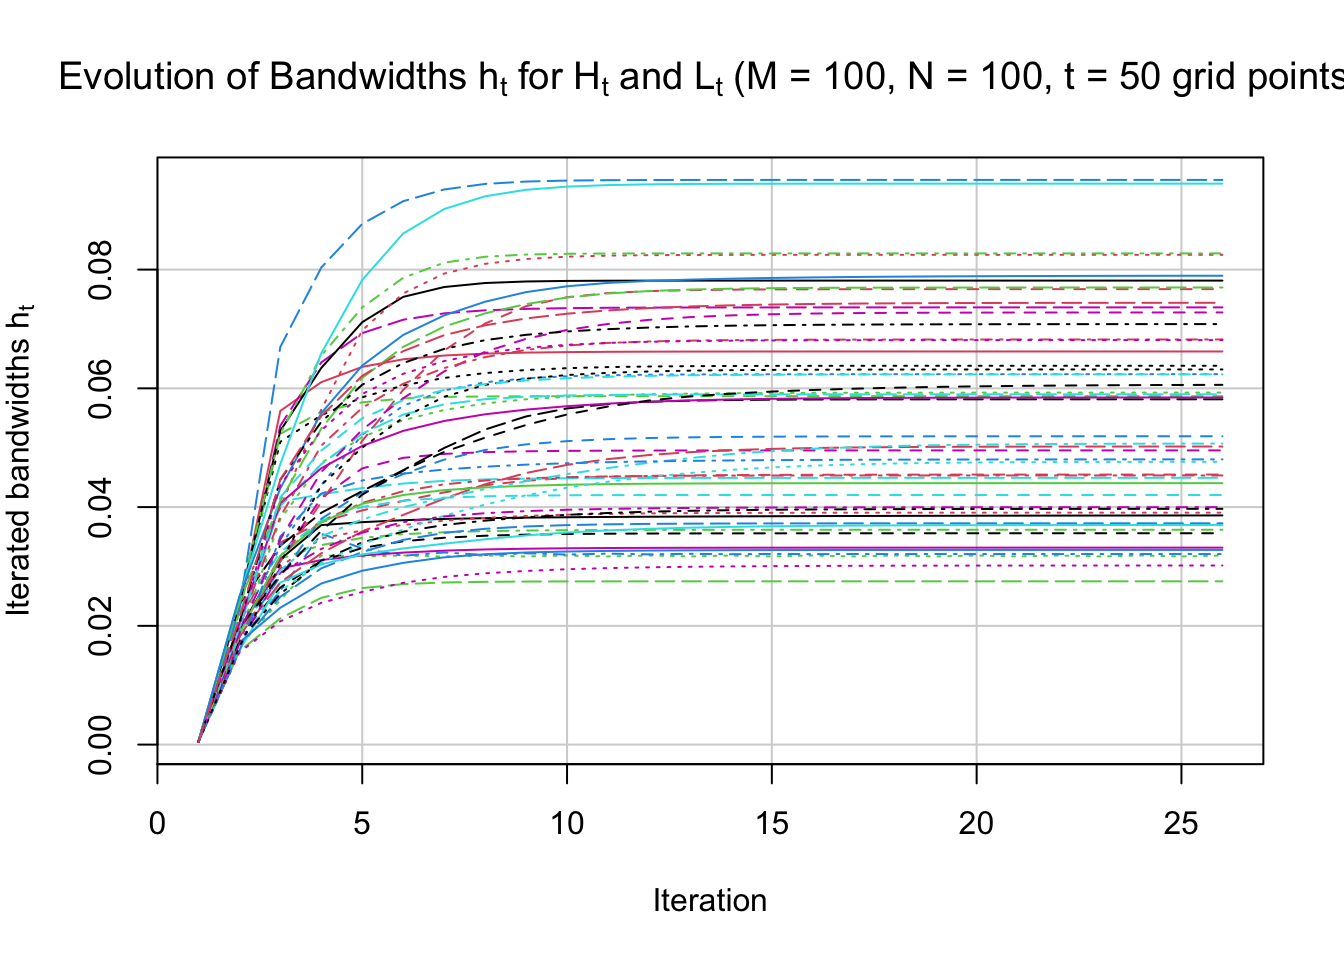 Evolution of Bandwidths hₜ for Hₜ and Lₜ (M = 100, N = 100, t = 50 grid points
Iterated bandwidths hₜ
0.08
0.06
0.04
0.02
0.00
0 5 10 15 20 25
Iteration